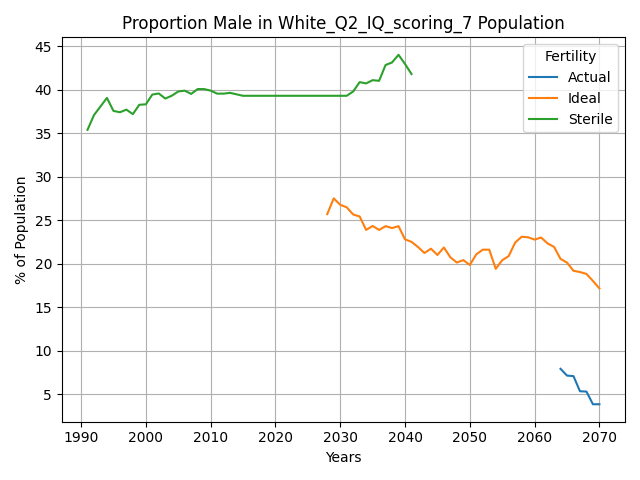 Proportion Male in White_Q2_IQ_scoring_7 Population
% of Population
45
40
35
30
25
20
15
10
5
Fertility
Actual
Ideal
Sterile
1990 2000 2010 2020 2030 2040 2050 2060 2070
Years